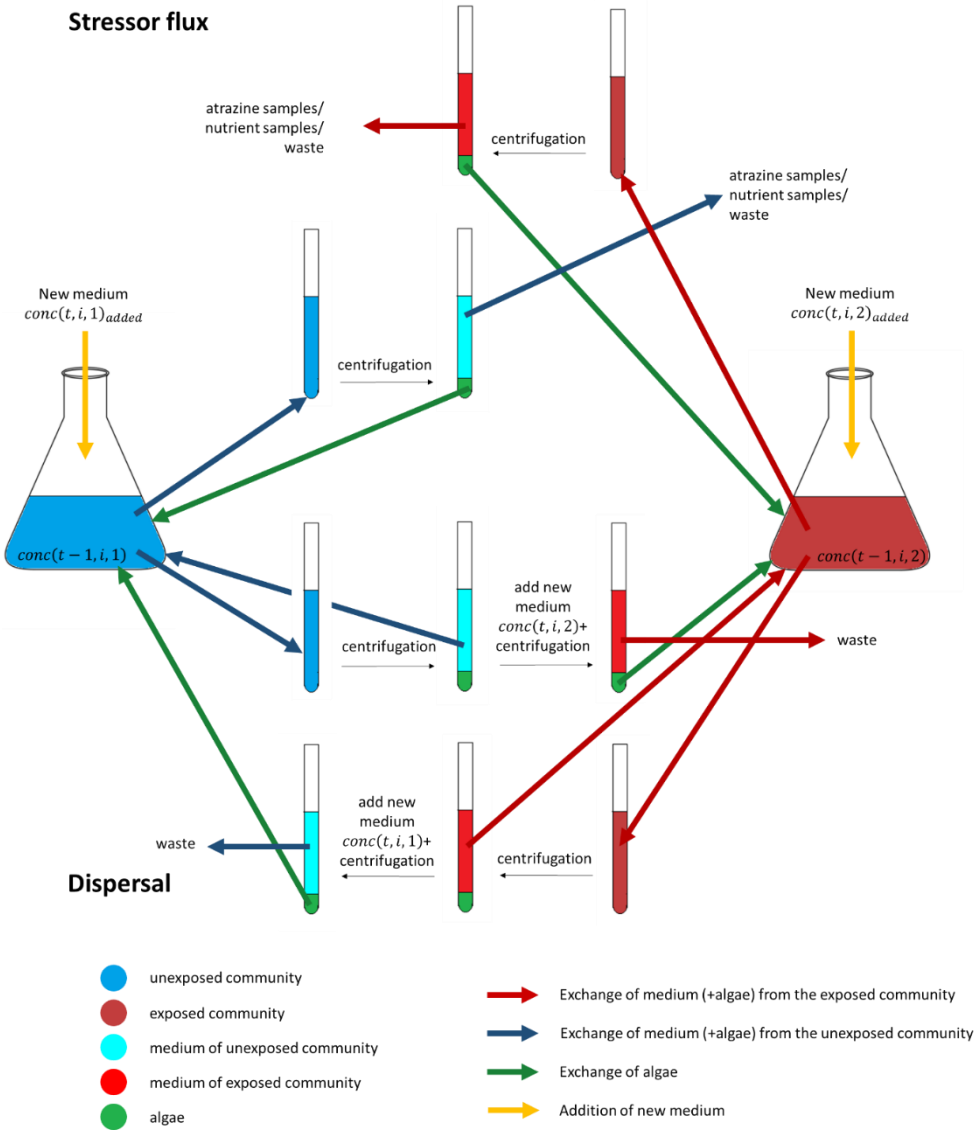 Stressor flux
atrazine samples/
nutrient samples/
waste
centrifugation
atrazine samples/
nutrient samples/
waste
New medium
conc(t, i, 1)added
centrifugation
New medium
conc(t, i, 2)added
conc(t − 1, i, 1)
conc(t − 1, i, 2)
centrifugation
add new
medium
conc(t, i, 2)+
centrifugation
waste
waste
add new
medium
conc(t, i, 1)+
centrifugation
centrifugation
Dispersal
unexposed community
exposed community
medium of unexposed community
medium of exposed community
algae
Exchange of medium (+algae) from the exposed community
Exchange of medium (+algae) from the unexposed community
Exchange of algae
Addition of new medium